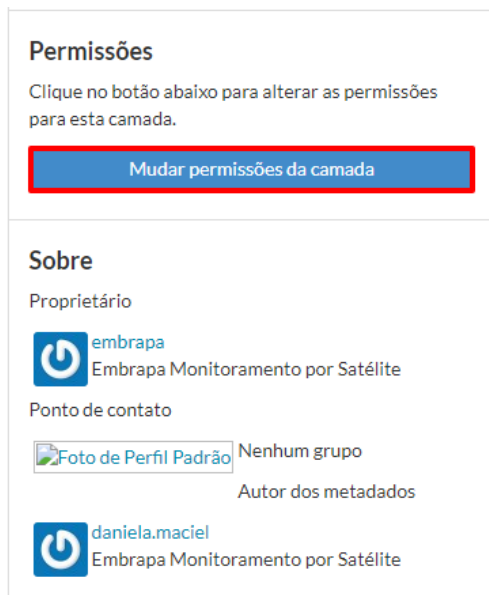 Permissões
Clique no botão abaixo para alterar as permissões
para esta camada.
Mudar permissões da camada
Sobre
Proprietário
embrapa
Embrapa Monitoramento por Satélite
Ponto de contato
Foto de Perfil Padrão Nenhum grupo
Autor dos metadados
daniela.maciel
Embrapa Monitoramento por Satélite